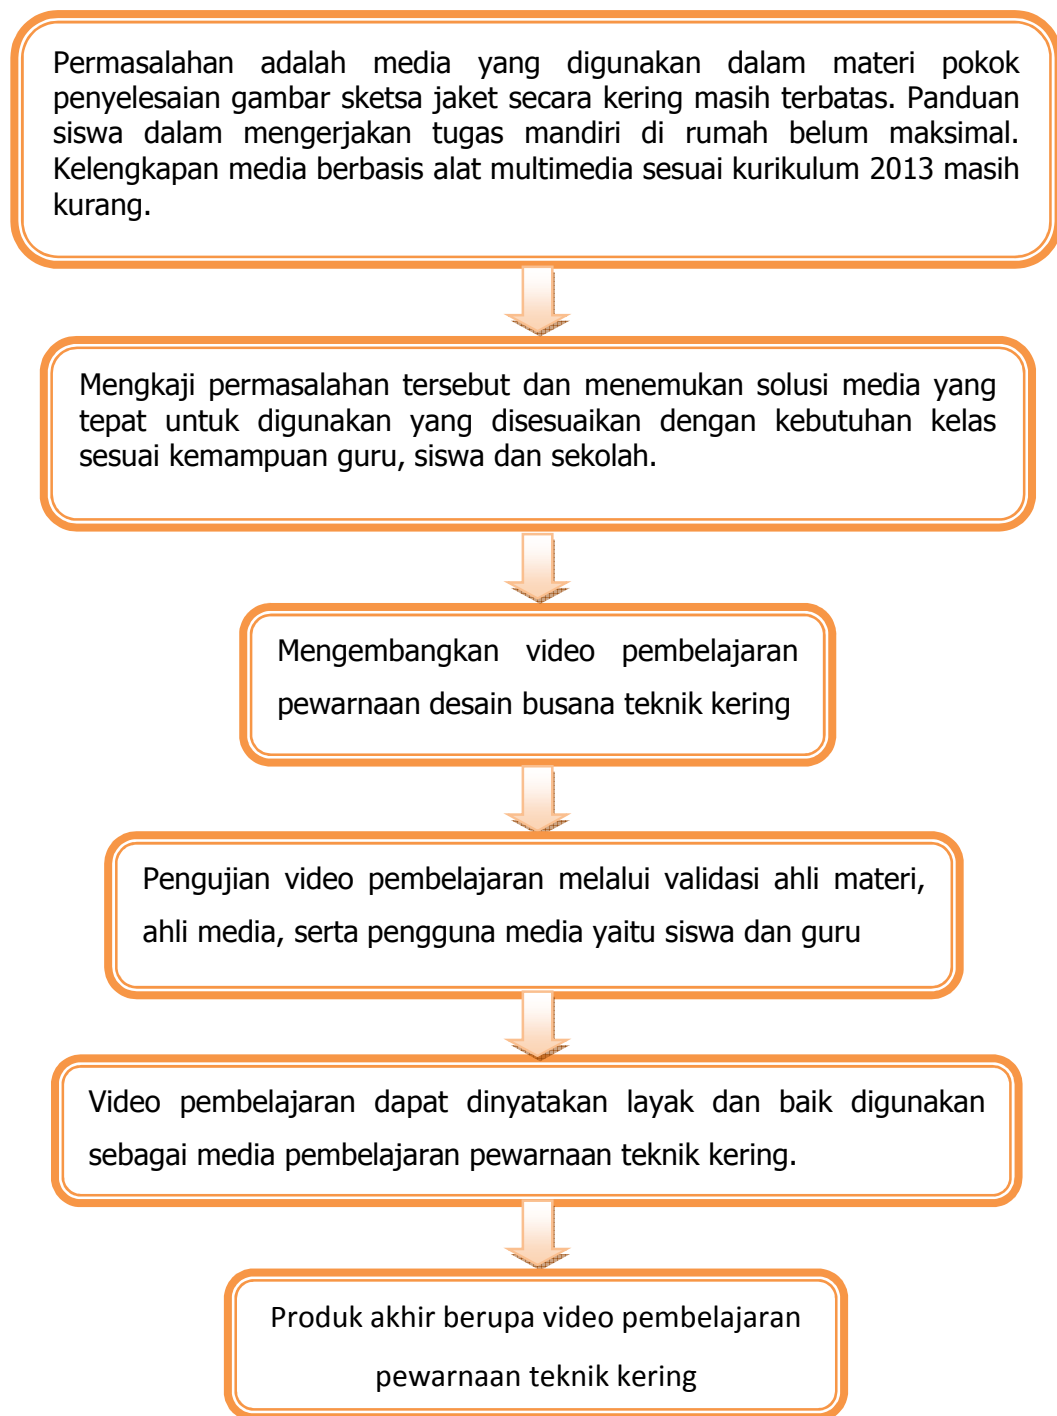 Permasalahan adalah media yang digunakan dalam materi pokok
penyelesaian gambar sketsa jaket secara kering masih terbatas. Panduan
siswa dalam mengerjakan tugas mandiri di rumah belum maksimal.
Kelengkapan media berbasis alat multimedia sesuai kurikulum 2013 masih
kurang.
Mengkaji permasalahan tersebut dan menemukan solusi media yang
tepat untuk digunakan yang disesuaikan dengan kebutuhan kelas
sesuai kemampuan guru, siswa dan sekolah.
Mengembangkan video pembelajaran
pewarnaan desain busana teknik kering
Pengujian video pembelajaran melalui validasi ahli materi,
ahli media, serta pengguna media yaitu siswa dan guru
Video pembelajaran dapat dinyatakan layak dan baik digunakan
sebagai media pembelajaran pewarnaan teknik kering.
Produk akhir berupa video pembelajaran
pewarnaan teknik kering